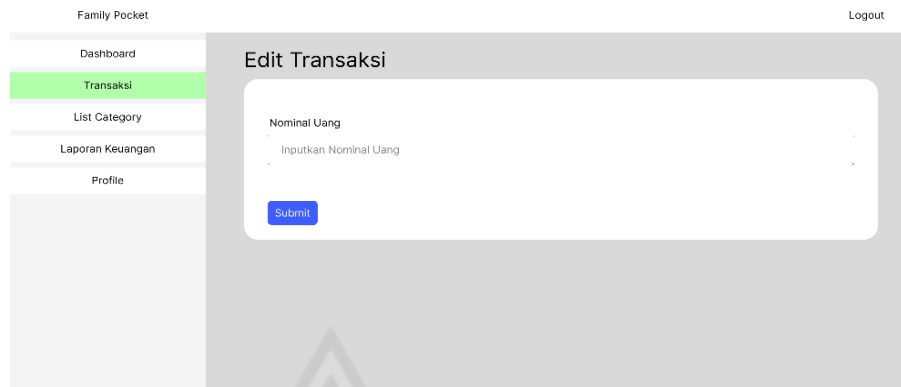 Family Pocket
Logout
Dashboard
Transaksi
List Category
Laporan Keuangan
Profile
Edit Transaksi
Nominal Uang
Inputkan Nominal Uang
Submit